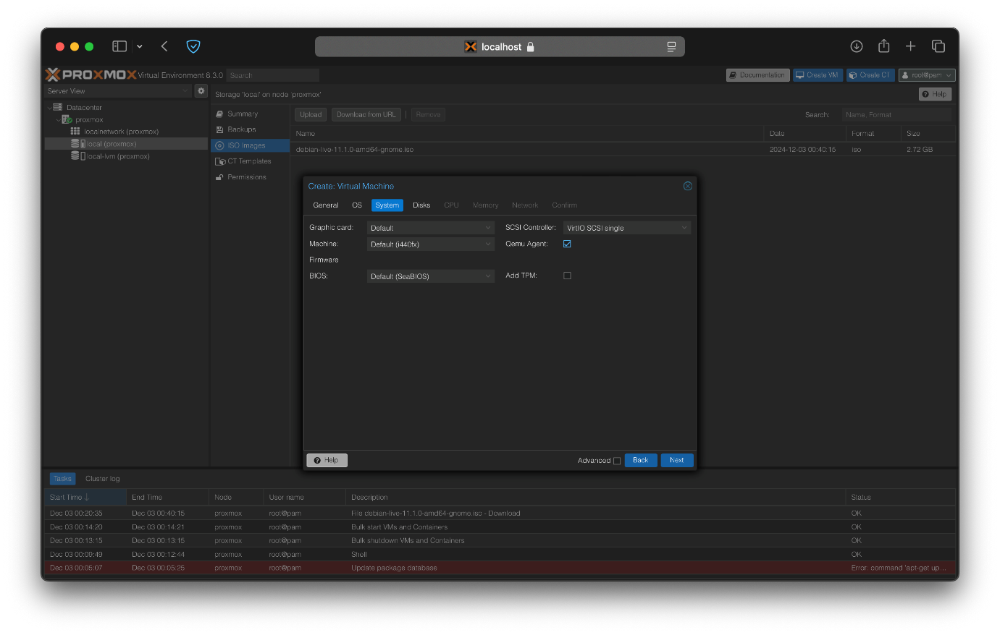 localhost
PROXMOX Virtual Environment 8.3.0 Search Documentation Create VM Create CT root@pam
Server View
Storage 'local' on node 'proxmox' Help
Datacenter
proxmox
localnetwork (proxmox)
local (proxmox)
local-lvm (proxmox)
Summary
Backups
ISO Images
CT Templates
Permissions
Upload Download from URL Remove Search: Name, Format
Name Date Format Size
debian-live-11.1.0-amd64-gnome.iso 2024-12-03 00:40:15 iso 2.72 GB
Create: Virtual Machine
General OS System Disks CPU Memory Network Confirm
Graphic card: Default SCSI Controller: VirtIO SCSI single
Machine: Default (i440fx) Qemu Agent:
Firmware
BIOS: Default (SeaBIOS) Add TPM:
Help Advanced Back Next
Tasks Cluster log
Start Time ↓ End Time Node User name Description Status
Dec 03 00:20:35 Dec 03 00:40:15 proxmox root@pam File debian-live-11.1.0-amd64-gnome.iso - Download OK
Dec 03 00:14:20 Dec 03 00:14:21 proxmox root@pam Bulk start VMs and Containers OK
Dec 03 00:13:15 Dec 03 00:13:15 proxmox root@pam Bulk shutdown VMs and Containers OK
Dec 03 00:09:49 Dec 03 00:12:44 proxmox root@pam Shell OK
Dec 03 00:05:07 Dec 03 00:05:25 proxmox root@pam Update package database Error: command 'apt-get up...